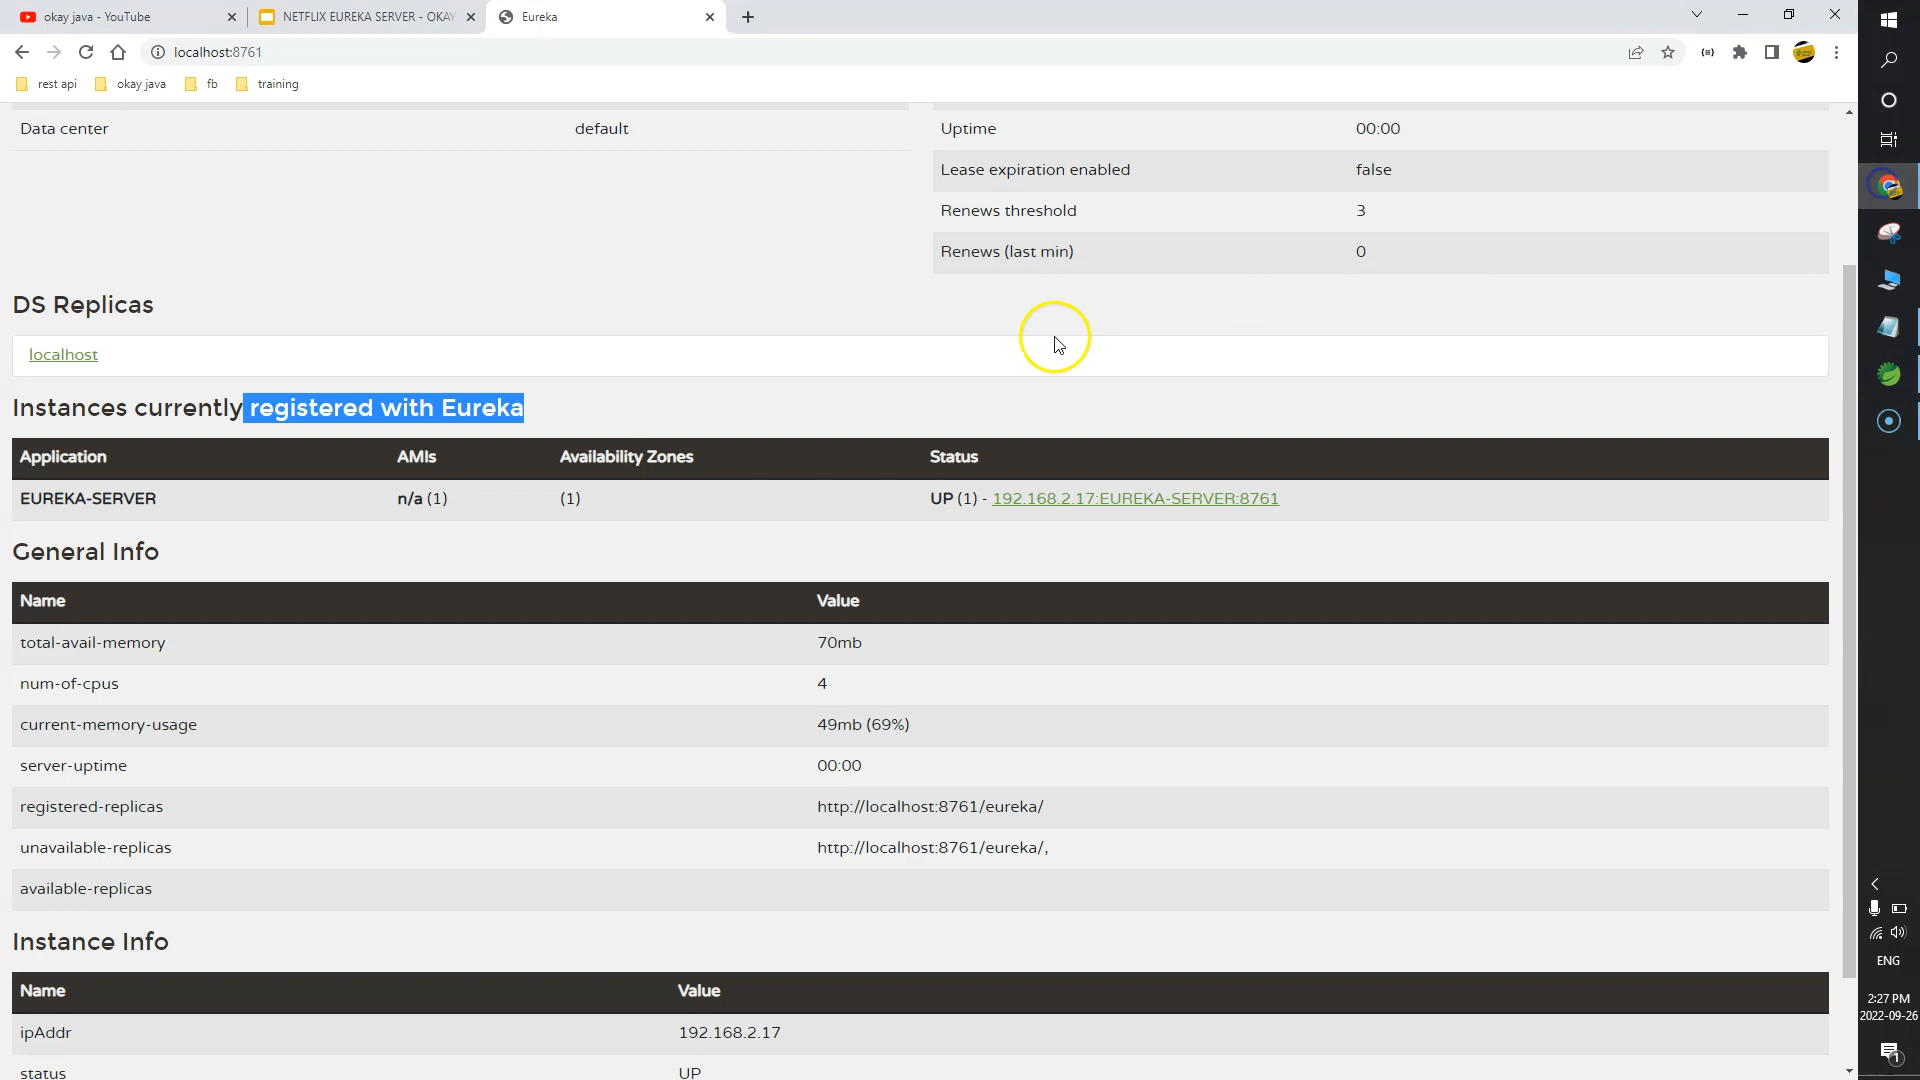 okay java - YouTube
NETFLIX EUREKA SERVER - OKAY
Eureka
localhost:8761
rest api
okay java
fb
training
Data center default
Uptime 00:00
Lease expiration enabled false
Renews threshold 3
Renews (last min) 0
DS Replicas
localhost
Instances currently registered with Eureka
Application AMIs Availability Zones Status
EUREKA-SERVER n/a (1) (1) UP (1) - 192.168.2.17:EUREKA-SERVER:8761
General Info
Name Value
total-avail-memory 70mb
num-of-cpus 4
current-memory-usage 49mb (69%)
server-uptime 00:00
registered-replicas http://localhost:8761/eureka/
unavailable-replicas http://localhost:8761/eureka/,
available-replicas
Instance Info
Name Value
ipAddr 192.168.2.17
status UP
ENG
2:27 PM
2022-09-26
1